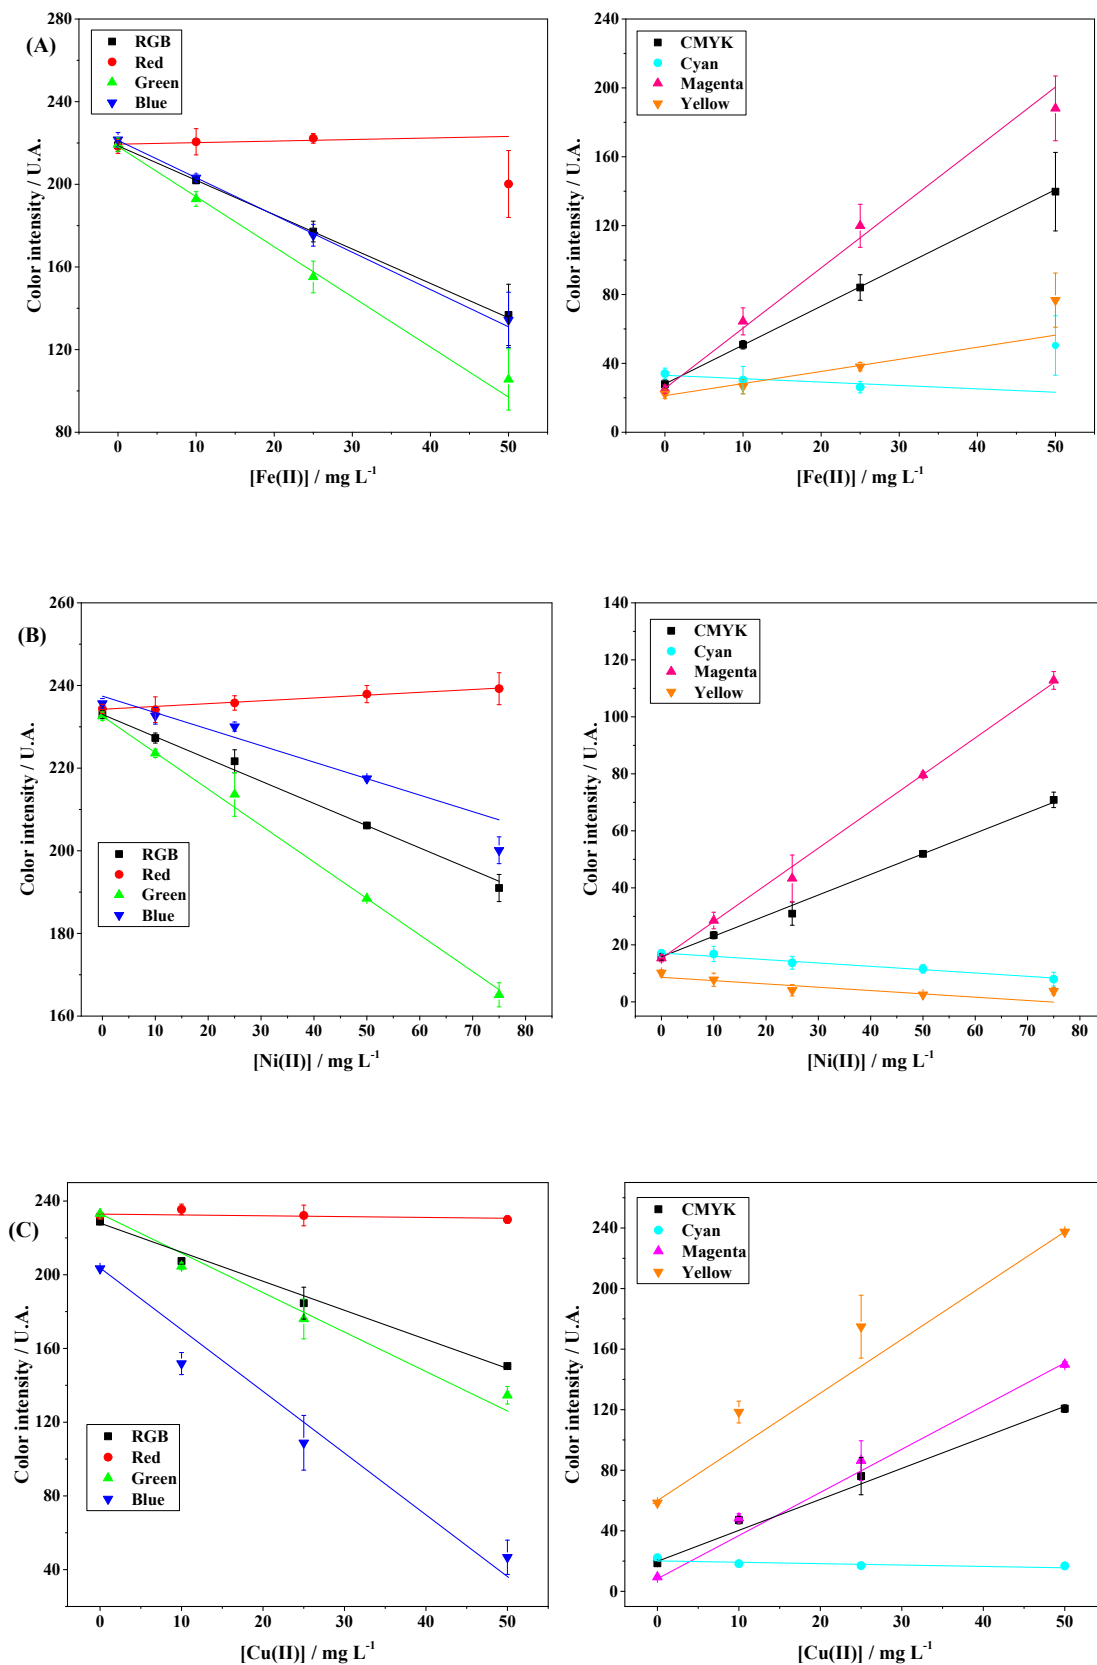 (A)
280
240
200
160
120
80
Color intensity / U.A.
RGB
Red
Green
Blue
0 10 20 30 40 50
[Fe(II)] / mg L-1
240
200
160
120
80
40
0
Color intensity / U.A.
CMYK
Cyan
Magenta
Yellow
0 10 20 30 40 50
[Fe(II)] / mg L-1
(B)
260
240
220
200
180
160
Color intensity / U.A.
RGB
Red
Green
Blue
0 10 20 30 40 50 60 70 80
[Ni(II)] / mg L-1
140
120
100
80
60
40
20
0
Color intensity / U.A.
CMYK
Cyan
Magenta
Yellow
0 10 20 30 40 50 60 70 80
[Ni(II)] / mg L-1
(C)
240
200
160
120
80
40
Color intensity / U.A.
RGB
Red
Green
Blue
0 10 20 30 40 50
[Cu(II)] / mg L-1
240
200
160
120
80
40
0
Color intensity / U.A.
CMYK
Cyan
Magenta
Yellow
0 10 20 30 40 50
[Cu(II)] / mg L-1